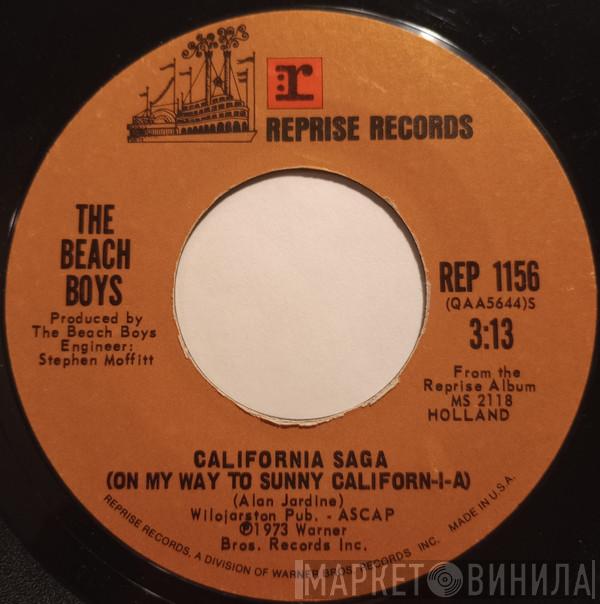 r
REPRISE RECORDS
THE
BEACH
BOYS
Produced by
The Beach Boys
Engineer:
Stephen Moffitt
REP 1156
(QAA5644)S
3:13
From the
Reprise Album
MS 2118
HOLLAND
CALIFORNIA SAGA
(ON MY WAY TO SUNNY CALIFORN-I-A)
(Alan Jardine)
Wilojarston Pub. - ASCAP
℗1973 Warner
Bros. Records Inc.
REPRISE RECORDS, A DIVISION OF WARNER BROS. RECORDS INC. MADE IN U.S.A.
МАРКЕТ ВИНИЛА